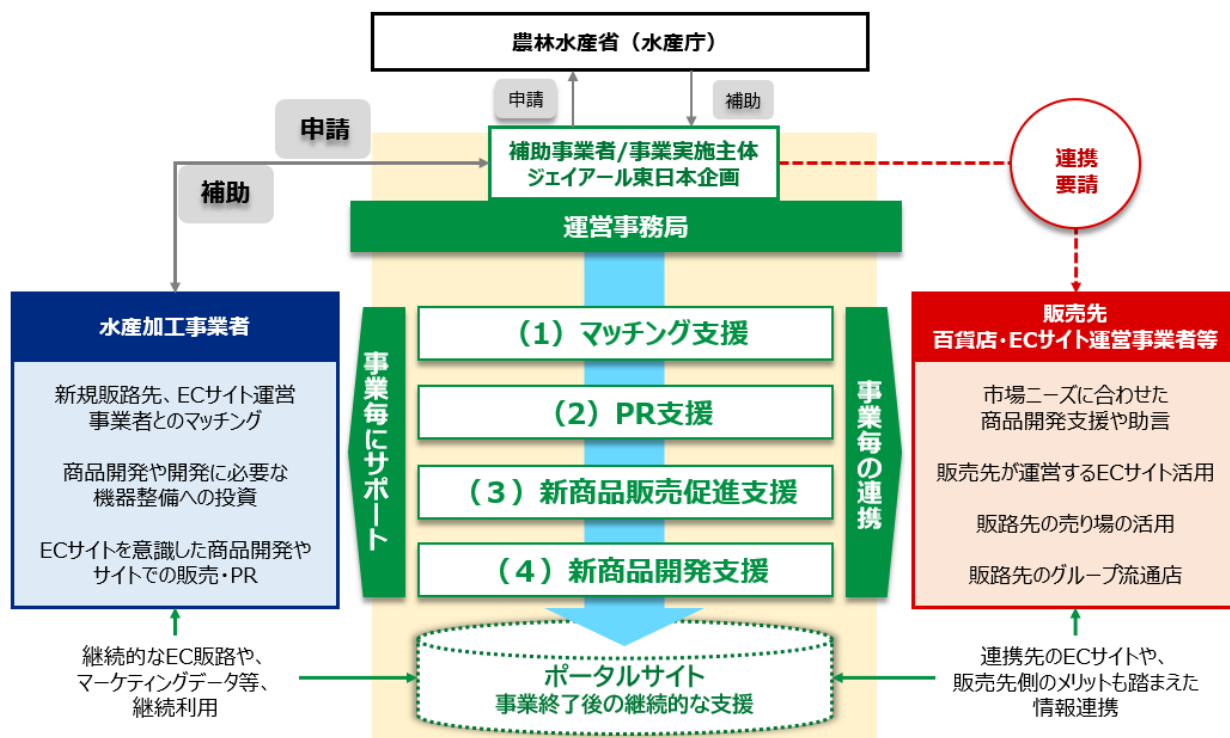 農林水産省（水産庁）
申請
補助
申請
補助
補助事業者/事業実施主体
ジェイアール東日本企画
連携
要請
運営事務局
水産加工事業者
新規販路先、ECサイト運営
事業者とのマッチング
商品開発や開発に必要な
機器整備への投資
ECサイトを意識した商品開発や
サイトでの販売・PR
事業毎にサポート
（1）マッチング支援
（2）PR支援
（３）新商品販売促進支援
（４）新商品開発支援
事業毎の連携
販売先
百貨店・ECサイト運営事業者等
市場ニーズに合わせた
商品開発支援や助言
販売先が運営するECサイト活用
販路先の売り場の活用
販路先のグループ流通店
継続的なEC販路や、
マーケティングデータ等、
継続利用
ポータルサイト
事業終了後の継続的な支援
連携先のECサイトや、
販売先側のメリットも踏まえた
情報連携